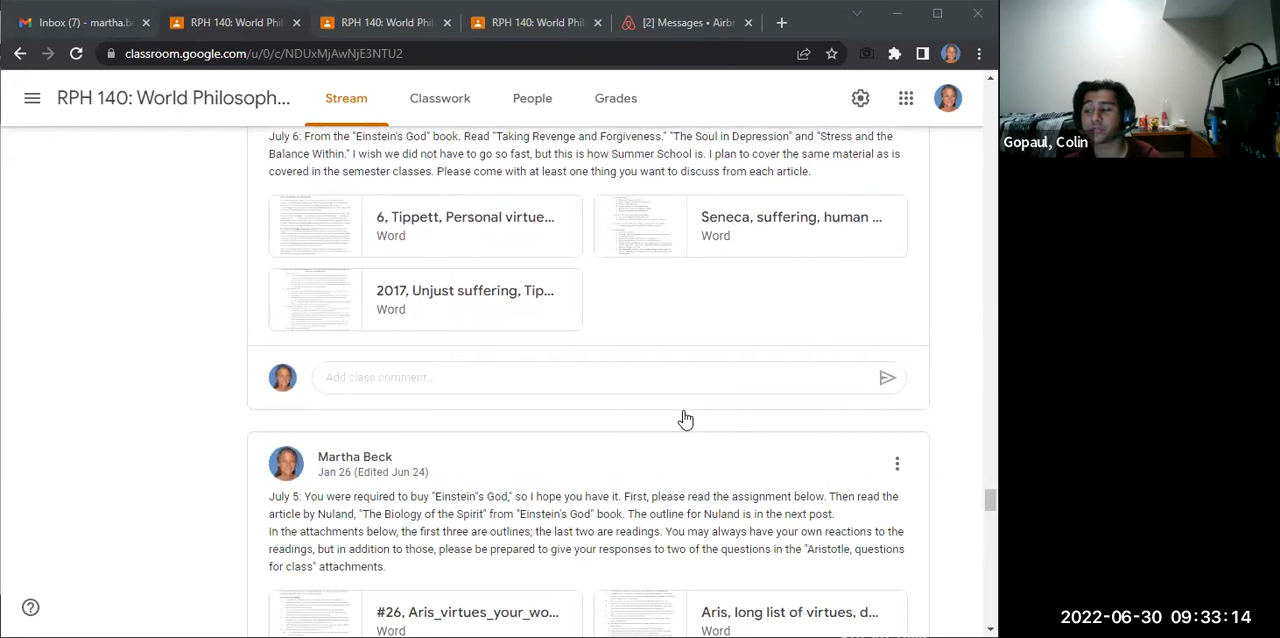 Inbox (7) - martha.b
RPH 140: World Phil
RPH 140: World Phil
RPH 140: World Phil
[2] Messages • Airb
classroom.google.com/u/0/c/NDUxMjAwNjE3NTU2
RPH 140: World Philosoph...
Stream
Classwork
People
Grades
July 6: From the "Einstein's God" book. Read "Taking Revenge and Forgiveness." "The Soul in Depression" and "Stress and the
Balance Within." I wish we did not have to go so fast, but this is how Summer School is. I plan to cover the same material as is
covered in the semester classes. Please come with at least one thing you want to discuss from each article.
6, Tippett, Personal virtue...
Word
Seneca, suffering, human ...
Word
2017, Unjust suffering, Tip...
Word
Add class comment...
Martha Beck
Jan 26 (Edited Jun 24)
July 5: You were required to buy "Einstein"s God," so I hope you have it. First, please read the assignment below. Then read the
article by Nuland, "The Biology of the Spirit" from "Einstein's God" book. The outline for Nuland is in the next post.
In the attachments below, the first three are outlines; the last two are readings. You may always have your own reactions to the
readings, but in addition to those, please be prepared to give your responses to two of the questions in the "Aristotle, questions
for class" attachments.
#2a, Aris_virtues_your_wo...
Word
Aris, long list of virtues, d...
Word
Gopaul, Colin
2022-06-30 09:33:14